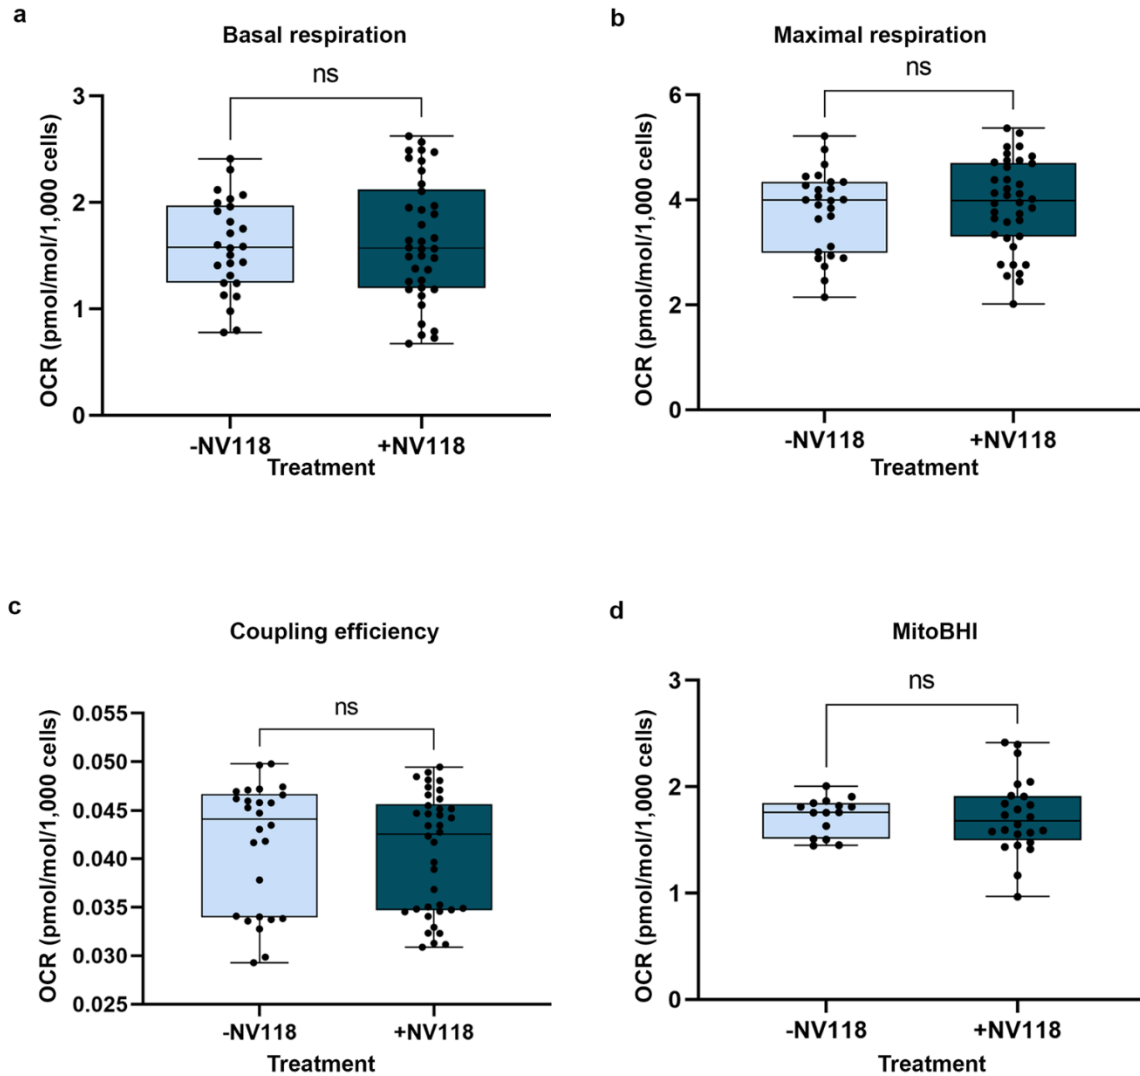 a
Basal respiration
ns
OCR (pmol/mol/1,000 cells)
3
2
1
0
-NV118
+NV118
Treatment
b
Maximal respiration
ns
OCR (pmol/mol/1,000 cells)
6
4
2
0
-NV118
+NV118
Treatment
c
Coupling efficiency
ns
OCR (pmol/mol/1,000 cells)
0.055
0.050
0.045
0.040
0.035
0.030
0.025
-NV118
+NV118
Treatment
d
MitoBHI
ns
OCR (pmol/mol/1,000 cells)
3
2
1
0
-NV118
+NV118
Treatment